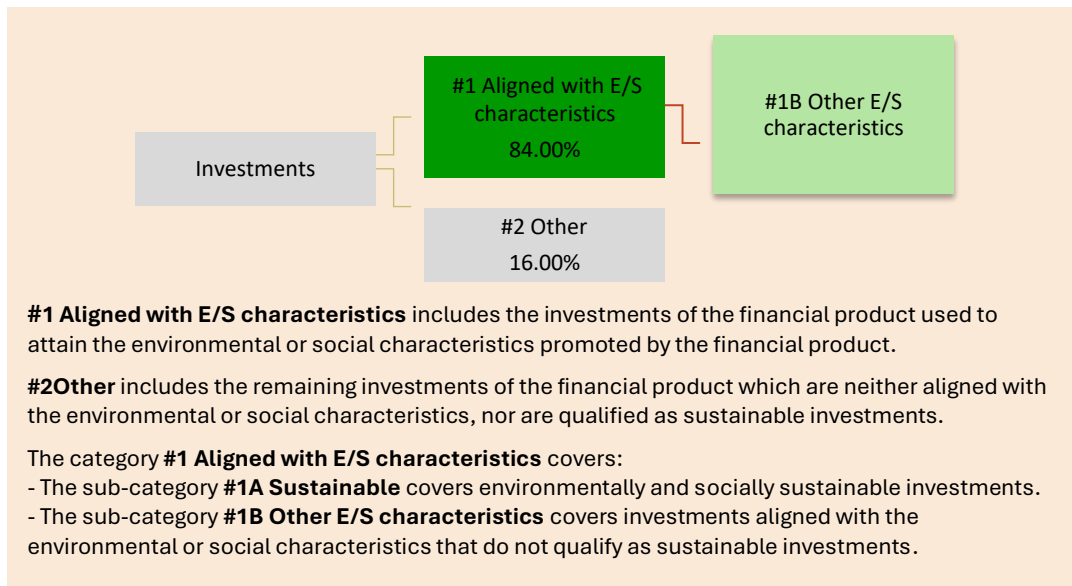 #1 Aligned with E/S
characteristics
84.00%
#1B Other E/S
characteristics
Investments
#2 Other
16.00%
#1 Aligned with E/S characteristics includes the investments of the financial product used to
attain the environmental or social characteristics promoted by the financial product.
#2Other includes the remaining investments of the financial product which are neither aligned with
the environmental or social characteristics, nor are qualified as sustainable investments.
The category #1 Aligned with E/S characteristics covers:
- The sub-category #1A Sustainable covers environmentally and socially sustainable investments.
- The sub-category #1B Other E/S characteristics covers investments aligned with the
environmental or social characteristics that do not qualify as sustainable investments.